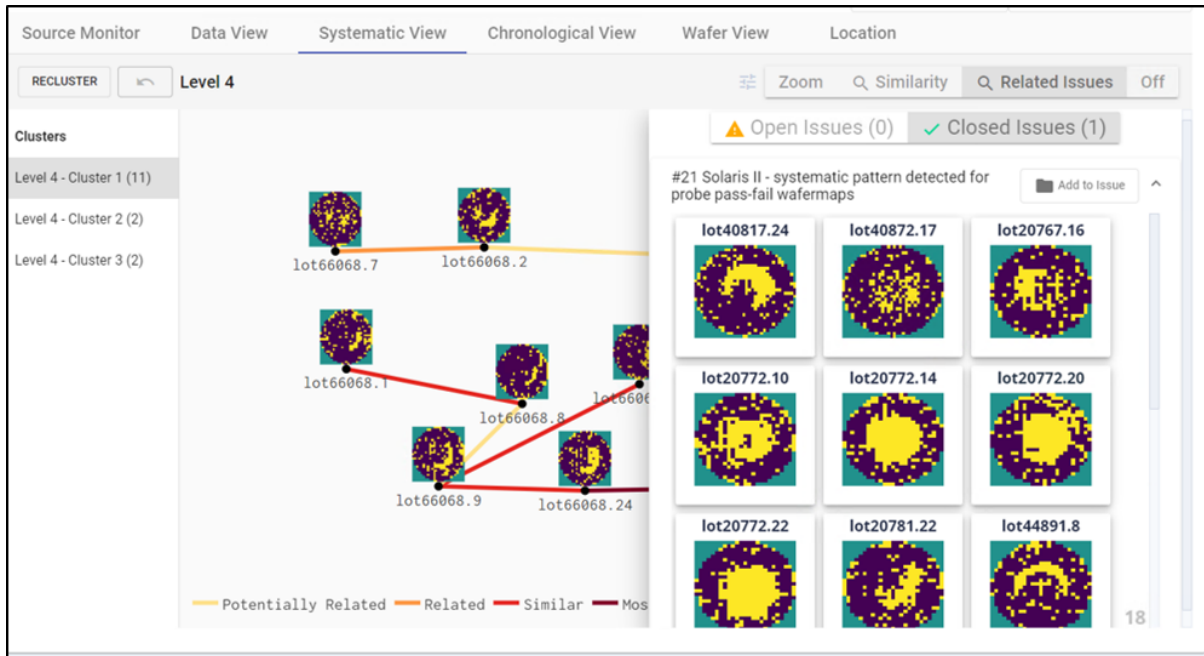 Source Monitor Data View Systematic View Chronological View Wafer View Location
RECLUSTER Level 4 Zoom Similarity Related Issues Off
Clusters
Level 4 - Cluster 1 (11)
Level 4 - Cluster 2 (2)
Level 4 - Cluster 3 (2)
lot66068.7
lot66068.2
lot66068.1
lot66068.8
lot6606
lot66068.9
lot66068.24
Potentially Related Related Similar Mos
Open Issues (0) Closed Issues (1)
#21 Solaris II - systematic pattern detected for
probe pass-fail wafermaps
Add to Issue
lot40817.24 lot40872.17 lot20767.16
lot20772.10 lot20772.14 lot20772.20
lot20772.22 lot20781.22 lot44891.8
18